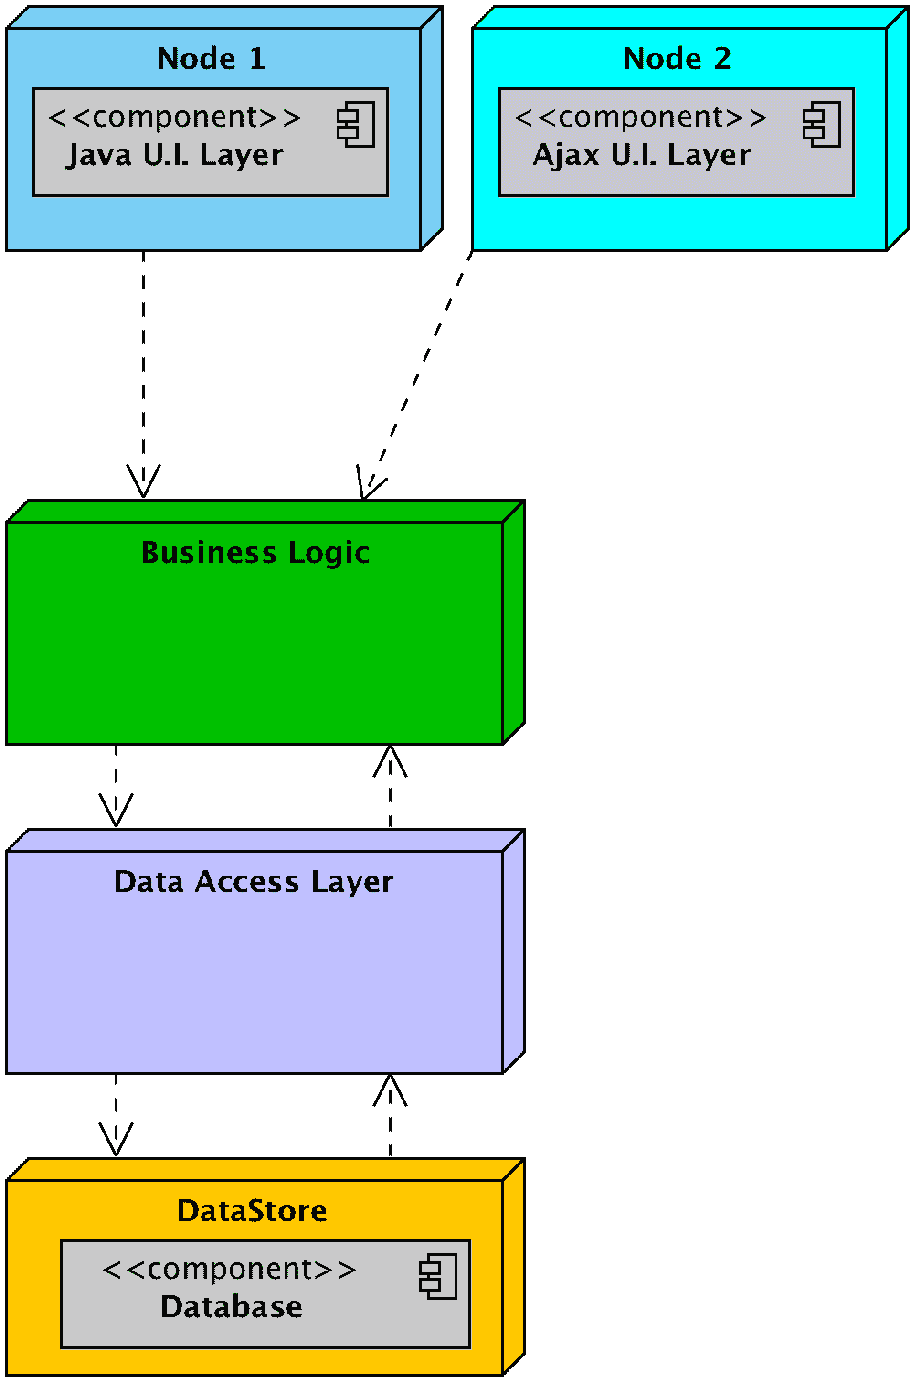 Node 1
<<component>>
Java U.I. Layer
Node 2
<<component>>
Ajax U.I. Layer
Business Logic
Data Access Layer
DataStore
<<component>>
Database